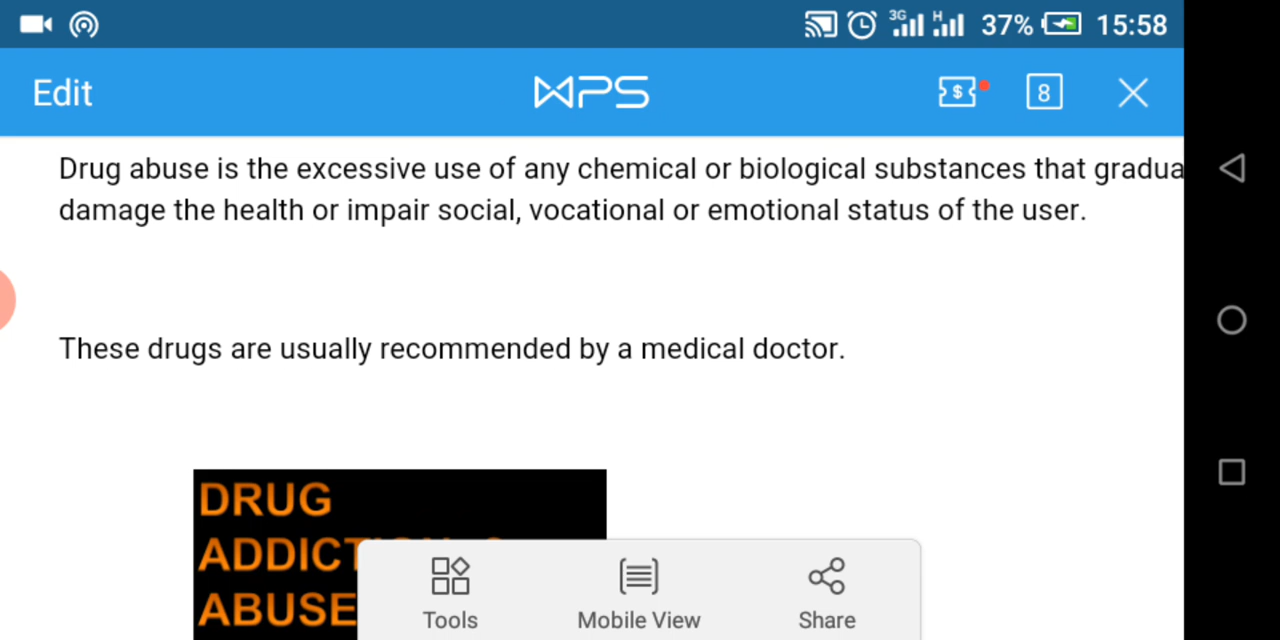 3G H 37% 15:58
Edit WPS $ 8
Drug abuse is the excessive use of any chemical or biological substances that gradua
damage the health or impair social, vocational or emotional status of the user.
These drugs are usually recommended by a medical doctor.
DRUG
ADDICTION &
ABUSE
Tools Mobile View Share